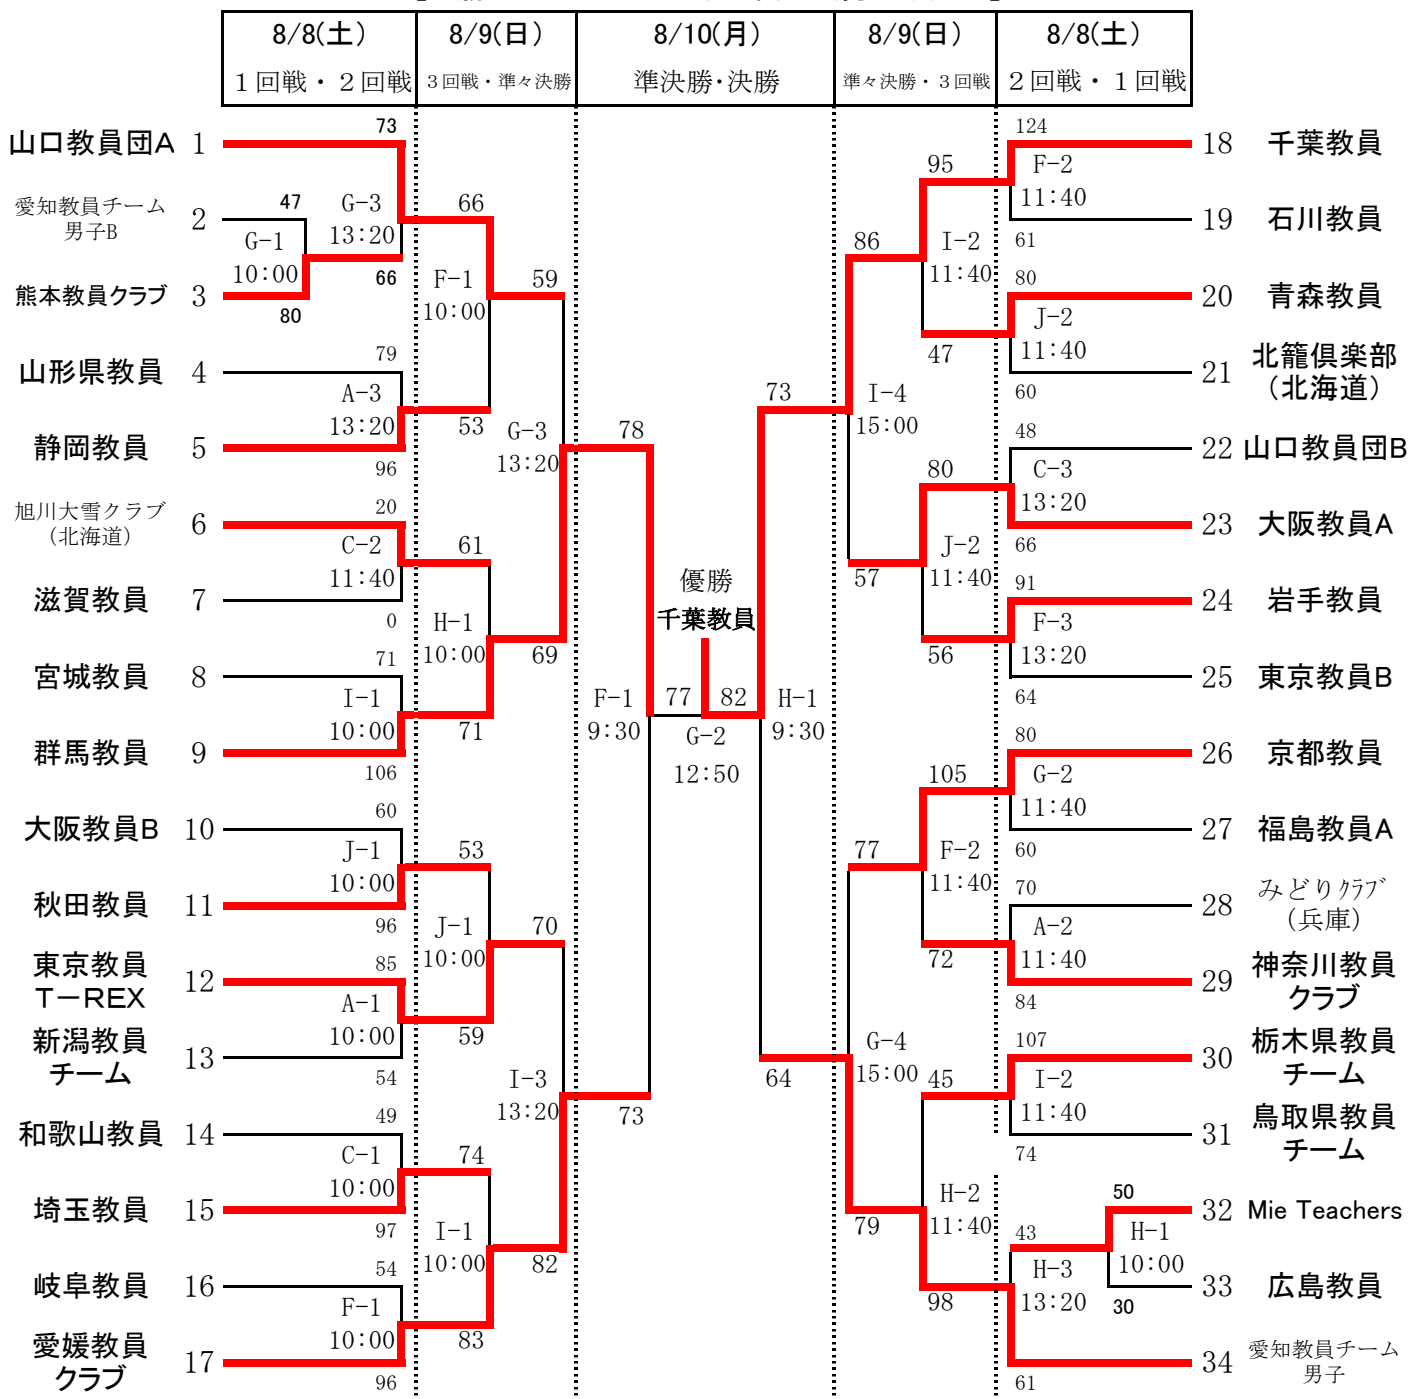 8/8(土)
8/9(日)
8/10(月)
8/9(日)
8/8(土)
1回戦・2回戦
3回戦・準々決勝
準決勝・決勝
準々決勝・3回戦
2回戦・1回戦
山口教員団A 1
73
愛知教員チーム
男子B
2
47
G-1
10:00
G-3
13:20
熊本教員クラブ 3
80
66
山形県教員 4
79
A-3
13:20
静岡教員 5
96
旭川大雪クラブ
(北海道)
6
20
C-2
11:40
滋賀教員 7
0
宮城教員 8
71
I-1
10:00
群馬教員 9
106
大阪教員B 10
60
J-1
10:00
秋田教員 11
96
東京教員
T-REX
12
85
A-1
10:00
新潟教員
チーム
13
54
和歌山教員 14
49
C-1
10:00
埼玉教員 15
97
岐阜教員 16
54
F-1
10:00
愛媛教員
クラブ
17
96
66
F-1
10:00
53
61
H-1
10:00
71
53
J-1
10:00
59
74
I-1
10:00
83
59
G-3
13:20
69
70
I-3
13:20
82
78
F-1
9:30
73
優勝
千葉教員
77
82
G-2
12:50
73
H-1
9:30
64
86
I-4
15:00
57
77
G-4
15:00
79
95
I-2
11:40
47
80
J-2
11:40
56
105
F-2
11:40
72
45
H-2
11:40
98
124
18 千葉教員
F-2
11:40
19 石川教員
61
80
20 青森教員
J-2
11:40
21
北籠倶楽部
(北海道)
60
48
22 山口教員団B
C-3
13:20
23 大阪教員A
66
91
24 岩手教員
F-3
13:20
25 東京教員B
64
80
26 京都教員
G-2
11:40
27 福島教員A
60
70
28
みどりクラブ
(兵庫)
A-2
11:40
29
神奈川教員
クラブ
84
107
30
栃木県教員
チーム
I-2
11:40
31
鳥取県教員
チーム
74
50
32 Mie Teachers
43
H-1
10:00
33 広島教員
30
H-3
13:20
34
愛知教員チーム
男子
61